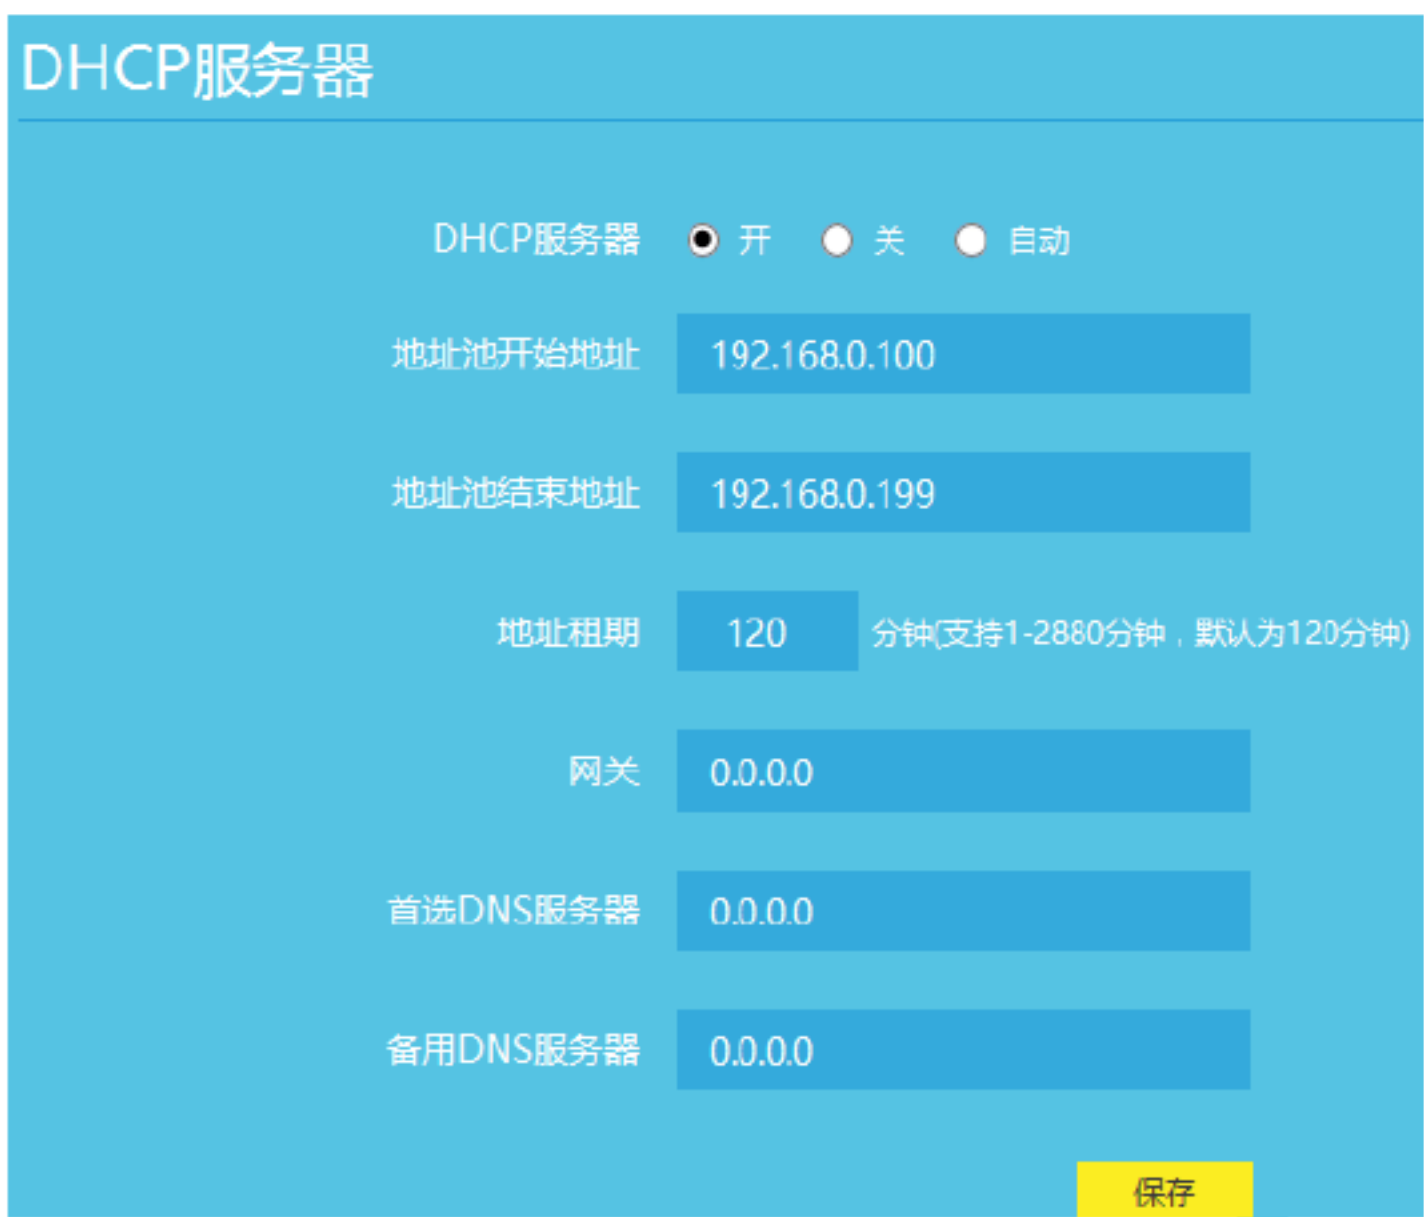 DHCP服务器
DHCP服务器 开 关 自动
地址池开始地址 192.168.0.100
地址池结束地址 192.168.0.199
地址租期 120 分钟(支持1-2880分钟，默认为120分钟)
网关 0.0.0.0
首选DNS服务器 0.0.0.0
备用DNS服务器 0.0.0.0
保存